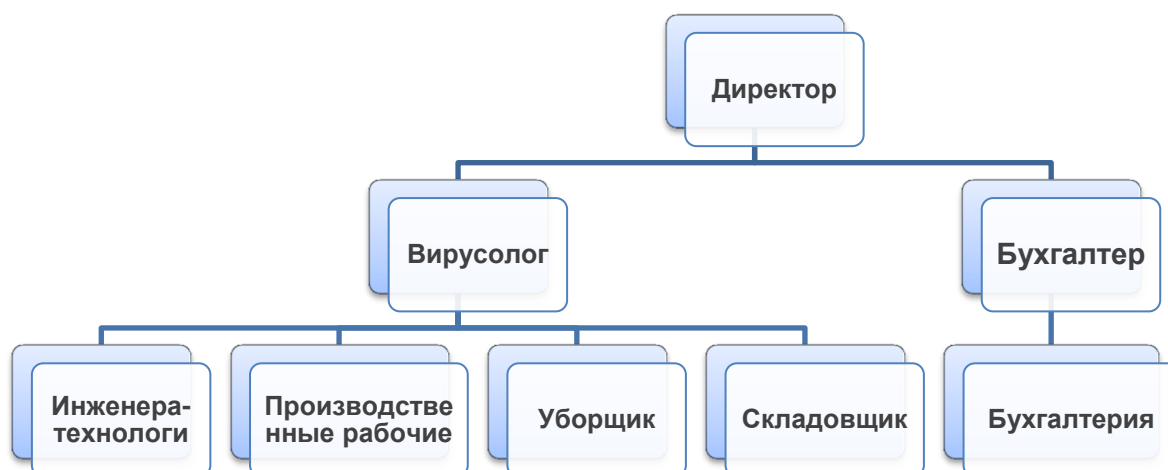 Директор
Вирусолог
Бухгалтер
Инженера-
технологи
Производстве
нные рабочие
Уборщик
Складовщик
Бухгалтерия